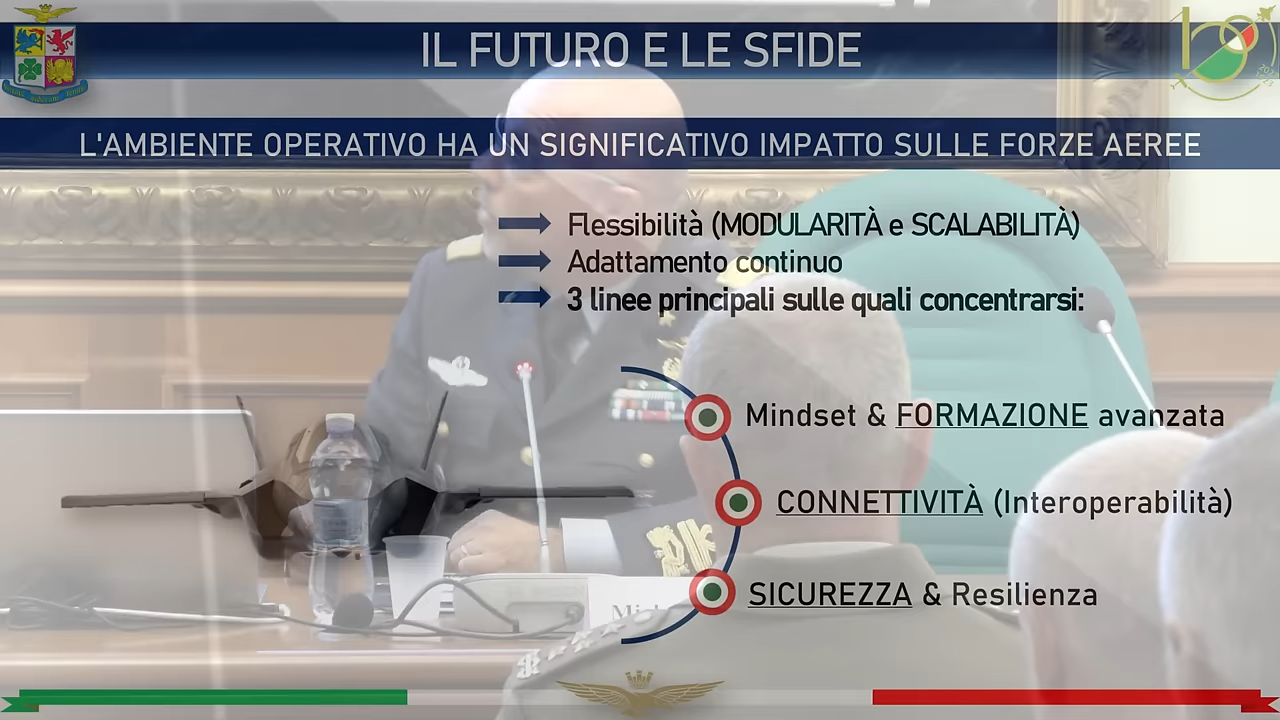 IL FUTURO E LE SFIDE
L'AMBIENTE OPERATIVO HA UN SIGNIFICATIVO IMPATTO SULLE FORZE AEREE
Flessibilità (MODULARITÀ e SCALABILITÀ)
Adattamento continuo
3 linee principali sulle quali concentrarsi:
Mindset & FORMAZIONE avanzata
CONNETTIVITÀ (Interoperabilità)
SICUREZZA & Resilienza